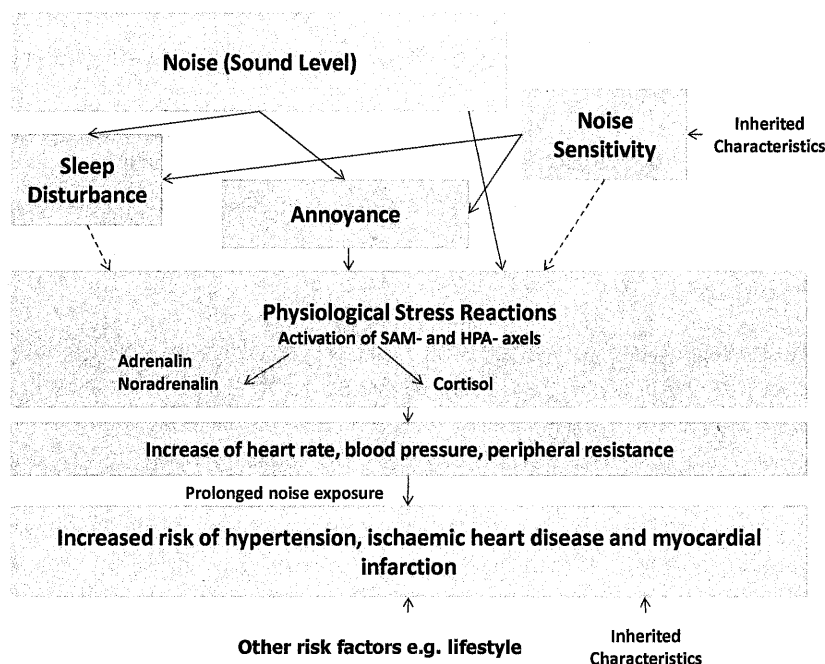 Noise (Sound Level)
Noise
Sensitivity
Inherited
Characteristics
Sleep
Disturbance
Annoyance
Physiological Stress Reactions
Activation of SAM- and HPA- axels
Adrenalin
Noradrenalin
Cortisol
Increase of heart rate, blood pressure, peripheral resistance
Prolonged noise exposure
Increased risk of hypertension, ischaemic heart disease and myocardial
infarction
Other risk factors e.g. lifestyle
Inherited
Characteristics